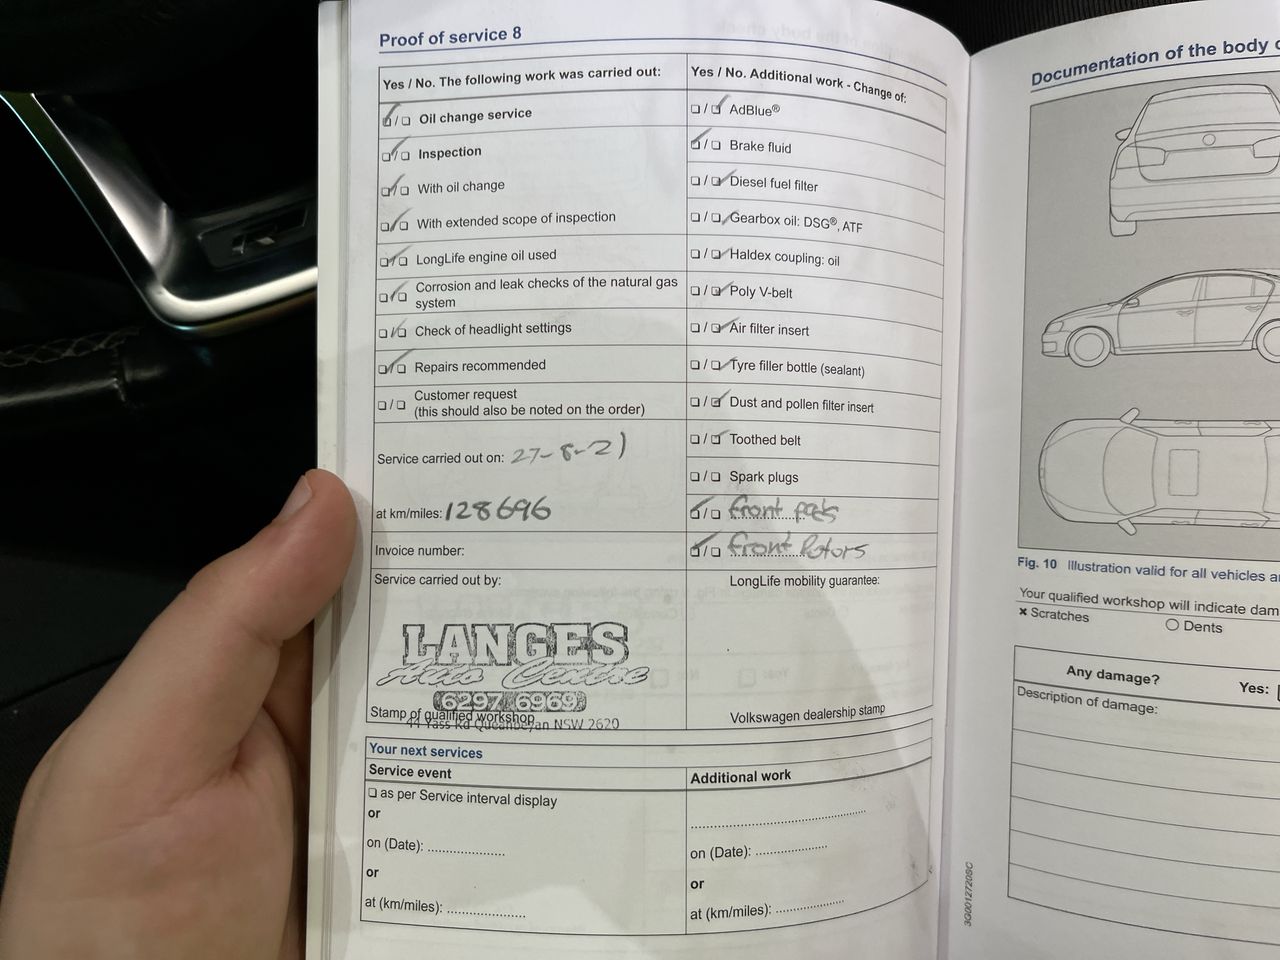 Proof of service 8
Yes / No. The following work was carried out:
❑/❑ Oil change service
❑/❑ Inspection
❑/❑ With oil change
❑/❑ With extended scope of inspection
❑/❑ LongLife engine oil used
❑/❑ Corrosion and leak checks of the natural gas
system
❑/❑ Check of headlight settings
❑/❑ Repairs recommended
❑/❑ Customer request
(this should also be noted on the order)
Service carried out on: 27-8-21
at km/miles: 128696
Invoice number:
Service carried out by:
LANGES
Auto Centre
6297 6969
Stamp of qualified workshop
44 Yass Rd Queanbeyan NSW 2620
Yes / No. Additional work - Change of:
❑/❑ AdBlue®
❑/❑ Brake fluid
❑/❑ Diesel fuel filter
❑/❑ Gearbox oil: DSG®, ATF
❑/❑ Haldex coupling: oil
❑/❑ Poly V-belt
❑/❑ Air filter insert
❑/❑ Tyre filler bottle (sealant)
❑/❑ Dust and pollen filter insert
❑/❑ Toothed belt
❑/❑ Spark plugs
❑/❑ front pads
❑/❑ front Rotors
LongLife mobility guarantee:
Volkswagen dealership stamp
Your next services
Service event
❑ as per Service interval display
or
on (Date): ....................
or
at (km/miles): ....................
Additional work
..............................................
on (Date): ..................
or
at (km/miles): ..................
Documentation of the body
Fig. 10 Illustration valid for all vehicles
Your qualified workshop will indicate
× Scratches
○ Dents
Any damage?
Yes:
Description of damage:
3G0012720SC